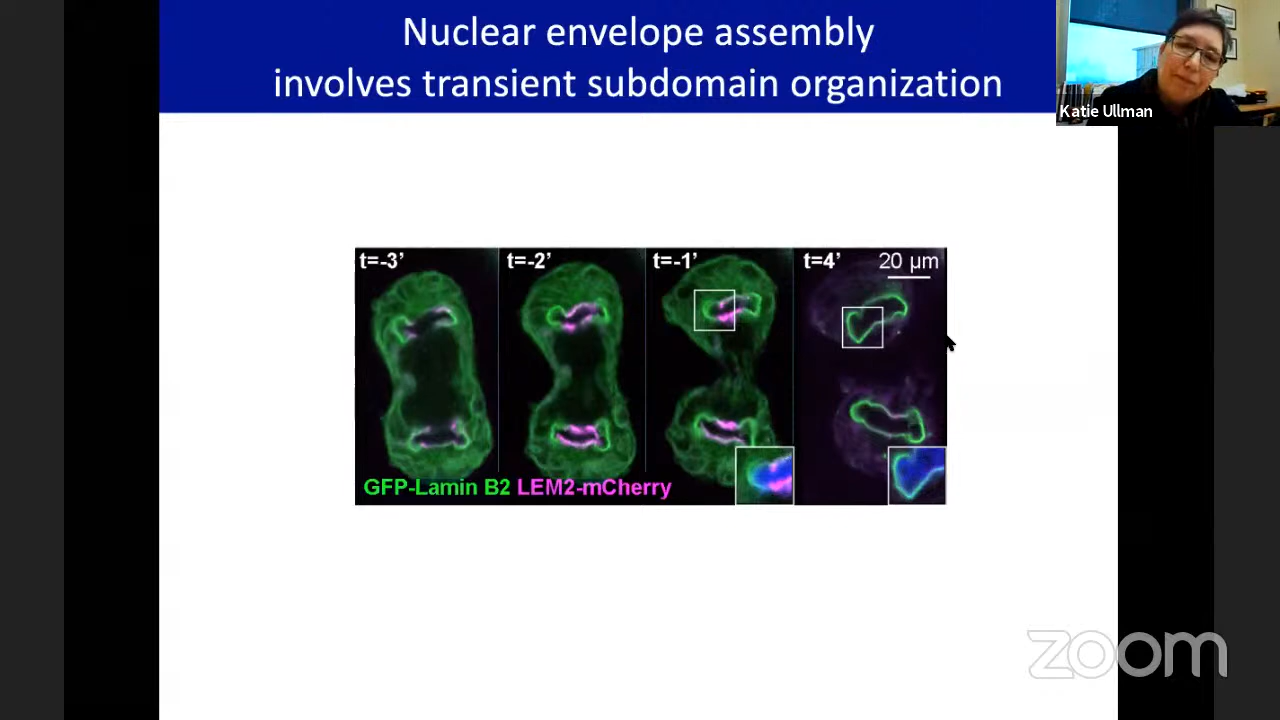 Nuclear envelope assembly
involves transient subdomain organization
Katie Ullman
t=-3’ t=-2’ t=-1’ t=4’ 20 µm
GFP-Lamin B2 LEM2-mCherry
zoom